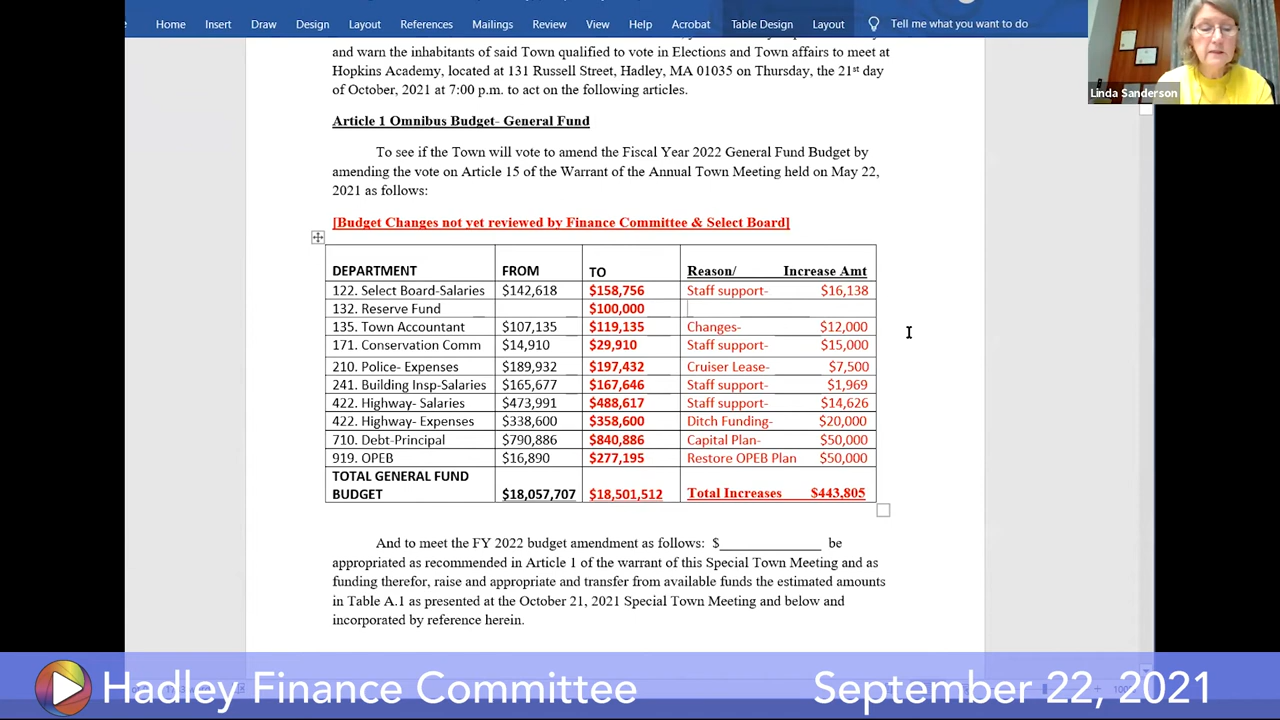 Home Insert Draw Design Layout References Mailings Review View Help Acrobat Table Design Layout Tell me what you want to do
Linda Sanderson
and warn the inhabitants of said Town qualified to vote in Elections and Town affairs to meet at
Hopkins Academy, located at 131 Russell Street, Hadley, MA 01035 on Thursday, the 21st day
of October, 2021 at 7:00 p.m. to act on the following articles.
Article 1 Omnibus Budget- General Fund
To see if the Town will vote to amend the Fiscal Year 2022 General Fund Budget by
amending the vote on Article 15 of the Warrant of the Annual Town Meeting held on May 22,
2021 as follows:
[Budget Changes not yet reviewed by Finance Committee & Select Board]
DEPARTMENT FROM TO Reason/ Increase Amt
122. Select Board-Salaries $142,618 $158,756 Staff support- $16,138
132. Reserve Fund $100,000
135. Town Accountant $107,135 $119,135 Changes- $12,000
171. Conservation Comm $14,910 $29,910 Staff support- $15,000
210. Police- Expenses $189,932 $197,432 Cruiser Lease- $7,500
241. Building Insp-Salaries $165,677 $167,646 Staff support- $1,969
422. Highway- Salaries $473,991 $488,617 Staff support- $14,626
422. Highway- Expenses $338,600 $358,600 Ditch Funding- $20,000
710. Debt-Principal $790,886 $840,886 Capital Plan- $50,000
919. OPEB $16,890 $277,195 Restore OPEB Plan $50,000
TOTAL GENERAL FUND
BUDGET $18,057,707 $18,501,512 Total Increases $443,805
And to meet the FY 2022 budget amendment as follows: $______________ be
appropriated as recommended in Article 1 of the warrant of this Special Town Meeting and as
funding therefor, raise and appropriate and transfer from available funds the estimated amounts
in Table A.1 as presented at the October 21, 2021 Special Town Meeting and below and
incorporated by reference herein.
Hadley Finance Committee September 22, 2021